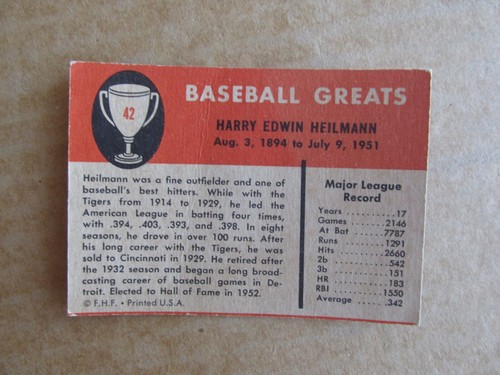 42
BASEBALL GREATS
HARRY EDWIN HEILMANN
Aug. 3, 1894 to July 9, 1951
Heilmann was a fine outfielder and one of
baseball's best hitters. While with the
Tigers from 1914 to 1929, he led the
American League in batting four times,
with .394, .403, .393, and .398. In eight
seasons, he drove in over 100 runs. After
his long career with the Tigers, he was
sold to Cincinnati in 1929. He retired after
the 1932 season and began a long broad-
casting career of baseball games in De-
troit. Elected to Hall of Fame in 1952.
© F.H.F. • Printed U.S.A.
Major League
Record
Years ..........17
Games ......2146
At Bat ......7787
Runs ........1291
Hits ..........2660
2b ............542
3b ............151
HR ............183
RBI ..........1550
Average ......342